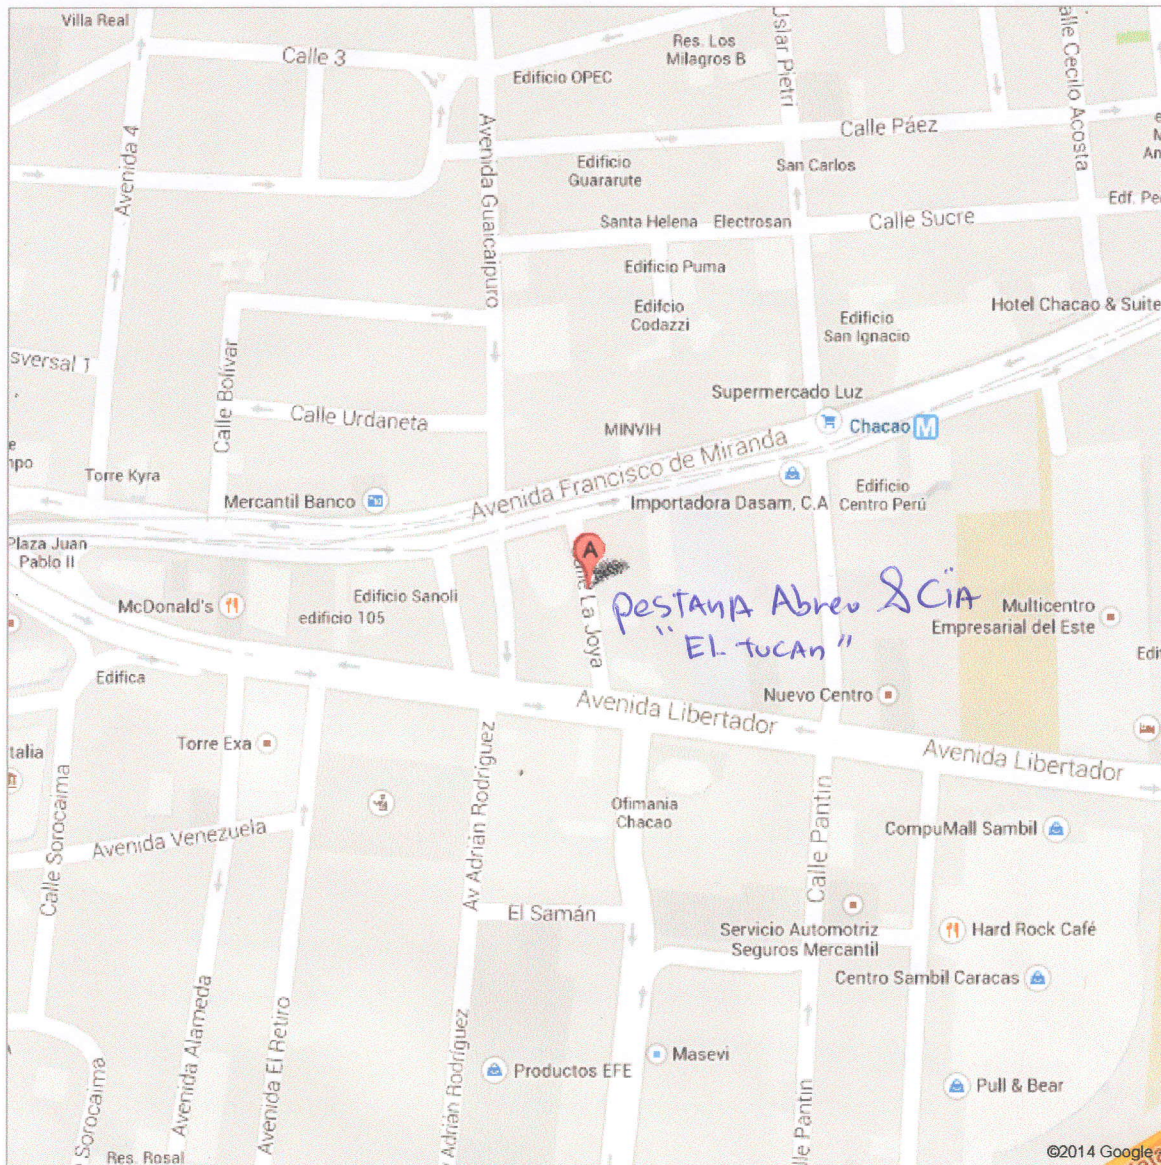 Villa Real
Calle 3
Res. Los
Milagros B
Uslar Pietri
alle Cecilo Acosta
Edificio OPEC
Avenida 4
Avenida Guaicaipuro
Calle Páez
Edificio
Guararute
San Carlos
Edf. Pe
Santa Helena
Electrosan
Calle Sucre
Edificio Puma
Edifcio
Codazzi
Edificio
San Ignacio
Hotel Chacao & Suite
sversal 1
Calle Bolívar
Calle Urdaneta
Supermercado Luz
MINVIH
Chacao M
Avenida Francisco de Miranda
Torre Kyra
Mercantil Banco
Importadora Dasam, C.A
Edificio
Centro Perú
Plaza Juan
Pablo II
A
Calle La Joya
McDonald's
Edificio Sanoli
edificio 105
Pestana Abreu & CÍA
"EL tucan"
Multicentro
Empresarial del Este
Edifica
Nuevo Centro
Avenida Libertador
Avenida Libertador
talia
Torre Exa
Calle Sorocaima
Av Adrián Rodríguez
Ofimania
Chacao
CompuMall Sambil
Avenida Venezuela
Calle Pantin
El Samán
Servicio Automotriz
Seguros Mercantil
Hard Rock Café
Centro Sambil Caracas
Avenida Alameda
Avenida El Retiro
Adrián Rodríguez
Masevi
Productos EFE
Pull & Bear
Sorocaima
lle Pantin
Res. Rosal
©2014 Google